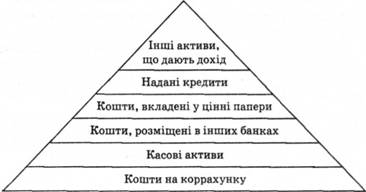 Інші активи,
що дають дохід
Надані кредити
Кошти, вкладені у цінні папери
Кошти, розміщені в інших банках
Касові активи
Кошти на коррахунку